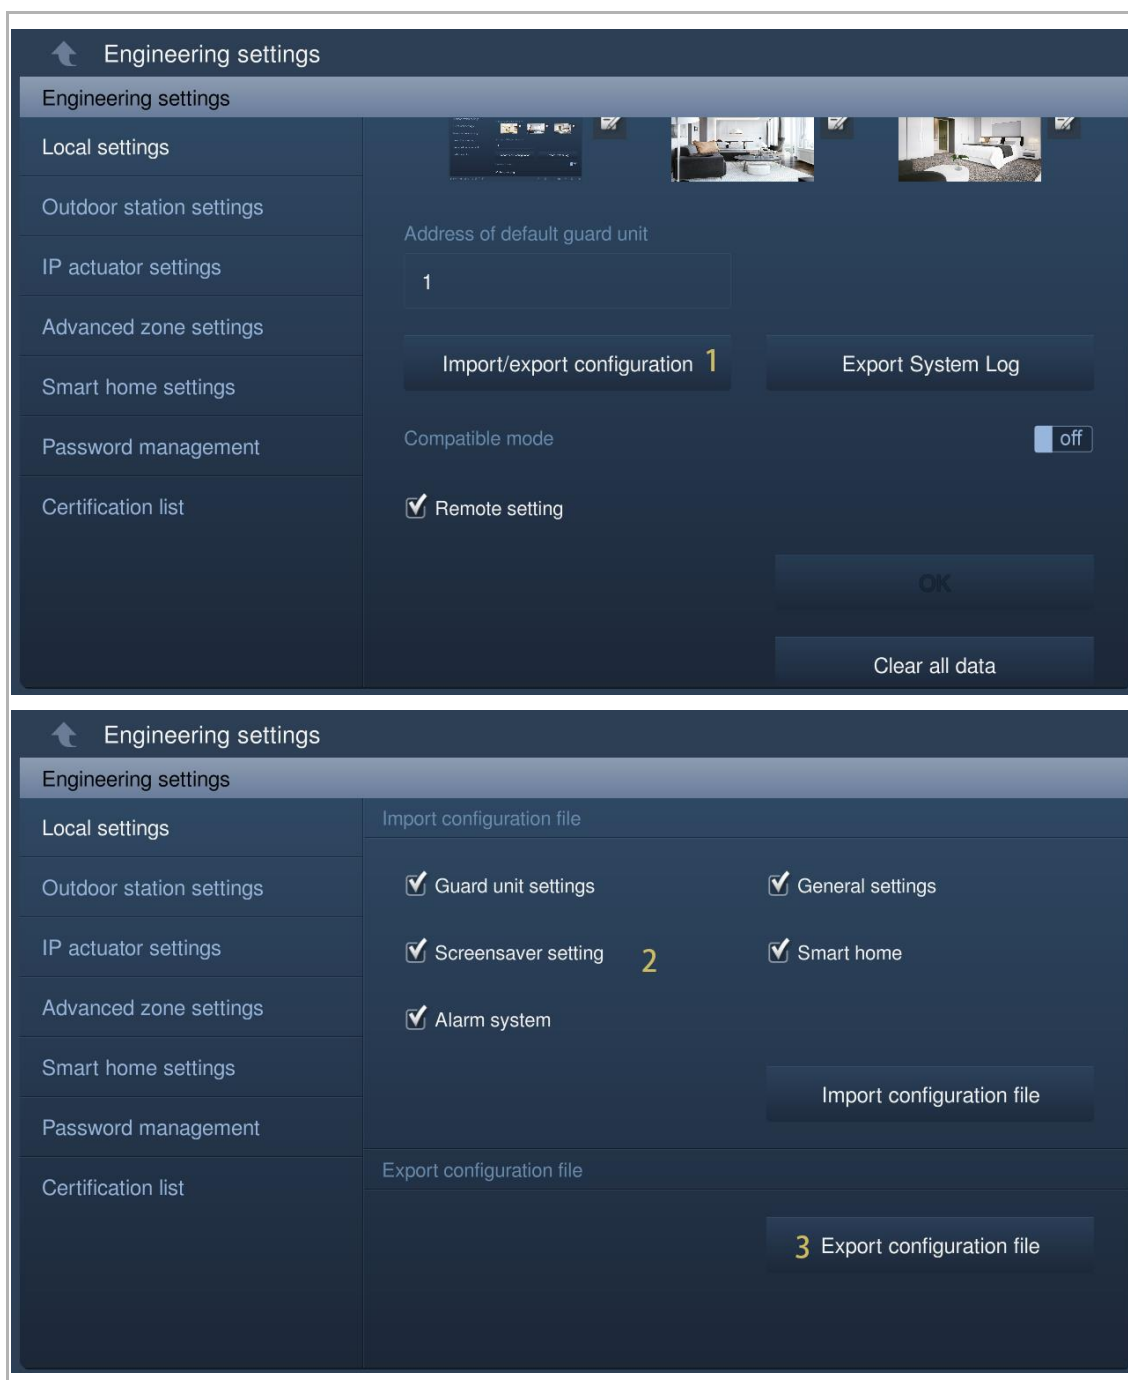 Engineering settings
Engineering settings
Local settings
Outdoor station settings
Address of default guard unit
IP actuator settings
1
Advanced zone settings
Import/export configuration 1
Export System Log
Smart home settings
Compatible mode
off
Password management
Certification list
Remote setting
OK
Clear all data
Engineering settings
Engineering settings
Local settings
Import configuration file
Outdoor station settings
Guard unit settings
General settings
IP actuator settings
Screensaver setting 2
Smart home
Advanced zone settings
Alarm system
Smart home settings
Import configuration file
Password management
Export configuration file
Certification list
3 Export configuration file